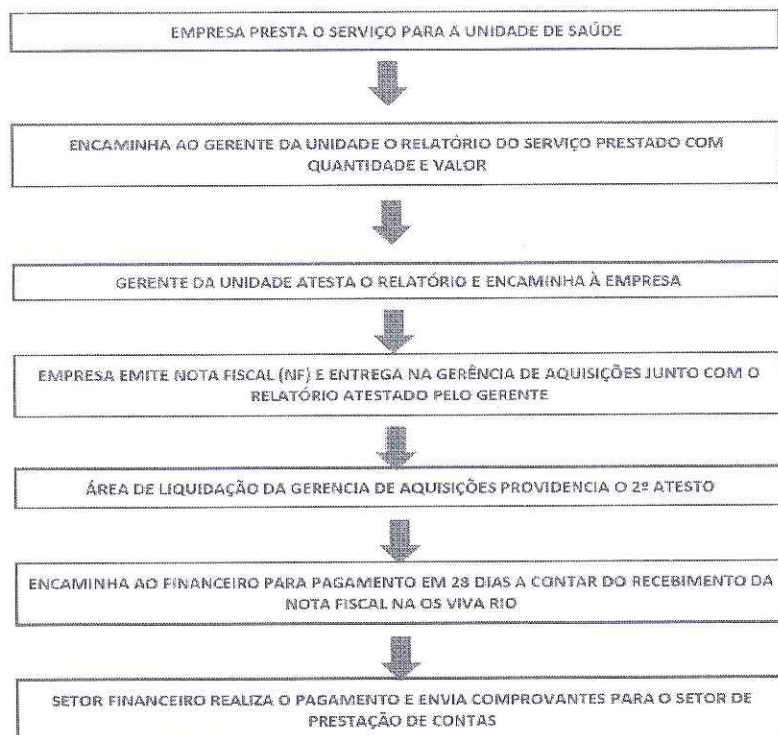 EMPRESA PRESTA O SERVIÇO PARA A UNIDADE DE SAÚDE
ENCAMINHA AO GERENTE DA UNIDADE O RELATÓRIO DO SERVIÇO PRESTADO COM
QUANTIDADE E VALOR
GERENTE DA UNIDADE ATESTA O RELATÓRIO E ENCAMINHA À EMPRESA
EMPRESA EMITE NOTA FISCAL (NF) E ENTREGA NA GERÊNCIA DE AQUISIÇÕES JUNTO COM O
RELATÓRIO ATESTADO PELO GERENTE
ÁREA DE LIQUIDAÇÃO DA GERENCIA DE AQUISIÇÕES PROVIDENCIA O 2º ATESTO
ENCAMINHA AO FINANCEIRO PARA PAGAMENTO EM 28 DIAS A CONTAR DO RECEBIMENTO DA
NOTA FISCAL NA OS VIVA RIO
SETOR FINANCEIRO REALIZA O PAGAMENTO E ENVIA COMPROVANTES PARA O SETOR DE
PRESTAÇÃO DE CONTAS